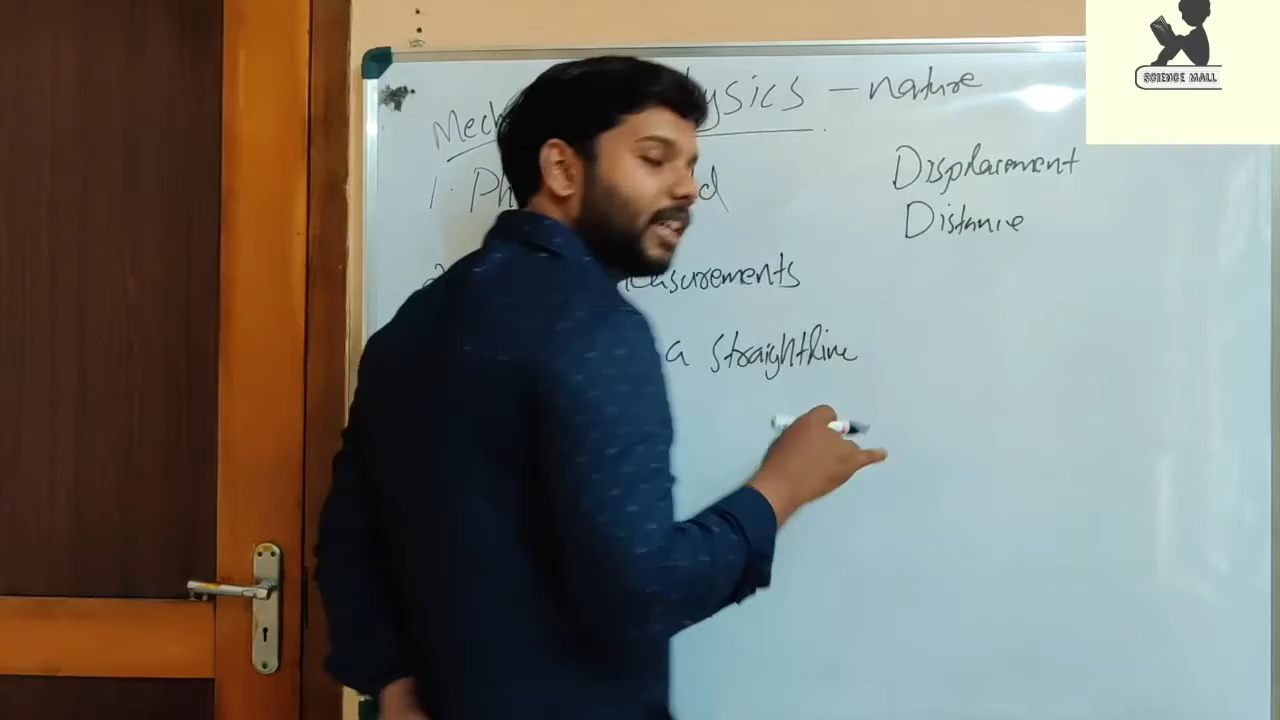 SCIENCE MALL
Mech ysics - nature
1. Ph d
Displacement
Distance
easurements
a straightline